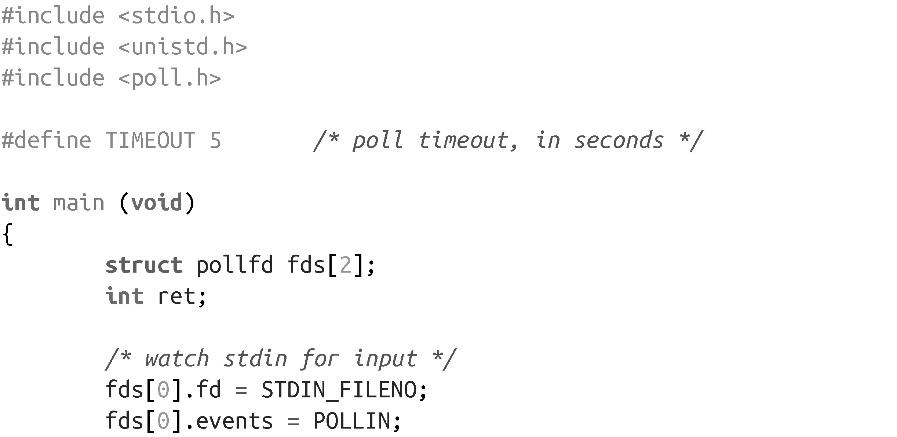 #include <stdio.h>
#include <unistd.h>
#include <poll.h>

#define TIMEOUT 5       /* poll timeout, in seconds */

int main (void)
{
        struct pollfd fds[2];
        int ret;

        /* watch stdin for input */
        fds[0].fd = STDIN_FILENO;
        fds[0].events = POLLIN;